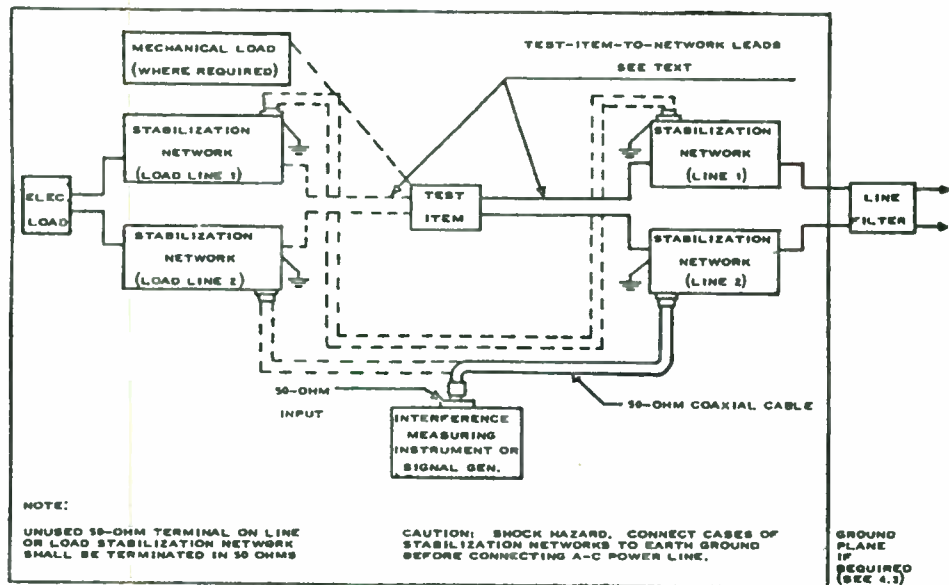 MECHANICAL LOAD
(WHERE REQUIRED)
TEST-ITEM-TO-NETWORK LEADS
SEE TEXT
STABILIZATION
NETWORK
(LOAD LINE 1)
STABILIZATION
NETWORK
(LINE 1)
ELEC.
LOAD
TEST
ITEM
LINE
FILTER
STABILIZATION
NETWORK
(LOAD LINE 2)
STABILIZATION
NETWORK
(LINE 2)
50-OHM
INPUT
50-OHM COAXIAL CABLE
INTERFERENCE
MEASURING
INSTRUMENT OR
SIGNAL GEN.
NOTE:
UNUSED 50-OHM TERMINAL ON LINE
OR LOAD STABILIZATION NETWORK
SHALL BE TERMINATED IN 50 OHMS
CAUTION: SHOCK HAZARD. CONNECT CASES OF
STABILIZATION NETWORKS TO EARTH GROUND
BEFORE CONNECTING A-C POWER LINE.
GROUND
PLANE
IF
REQUIRED
(SEE 4.3)